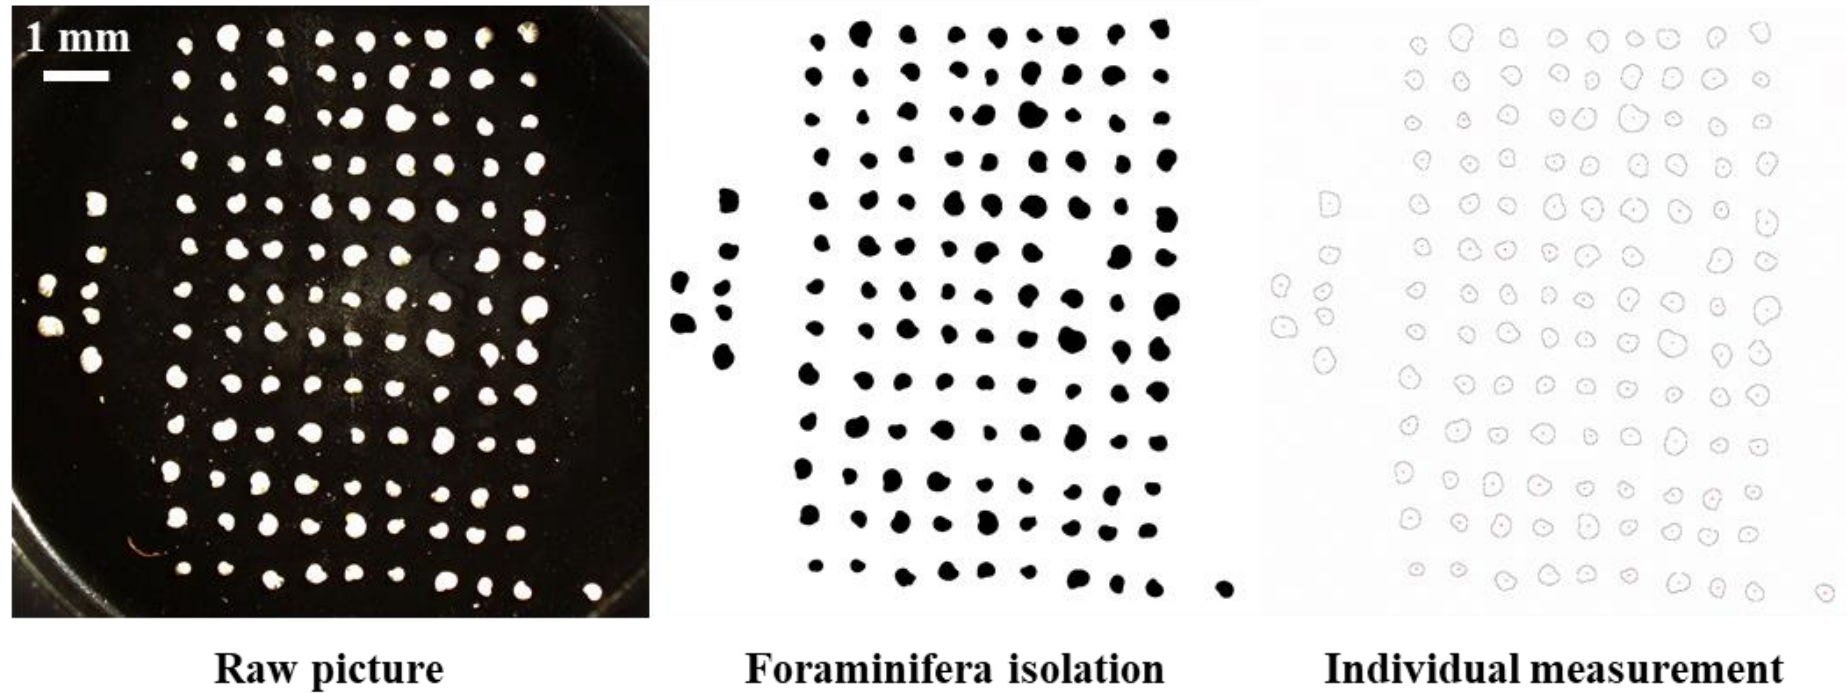 1 mm
Raw picture
Foraminifera isolation
Individual measurement